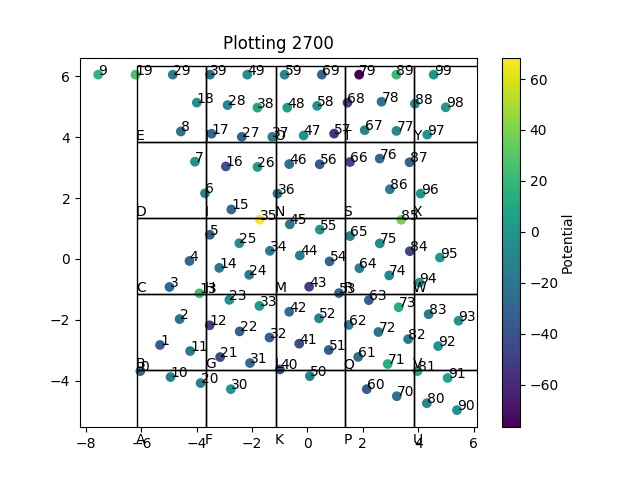 Plotting 2700
9 19 29 39 49 59 69 79 89 99
18 28 38 48 58 68 78 88 98
8 17 27 37 47 57 67 77 97
E O T Y
7 16 26 46 56 66 76 87
6 36 86 96
D 15 I N S X
35 45 55 85
5 25 65 75
4 14 24 34 44 54 64 74 84 95
3 13 43 53 94
C H M W
23 33 63 73
2 12 22 42 52 62 72 83 93
1 11 21 32 41 51 61 82 92
B G L Q V
0 10 20 31 40 50 71 81 91
30 60 70 80 90
A F K P U
−8 −6 −4 −2 0 2 4 6
6
4
2
0
−2
−4
60
40
20
0
−20
−40
−60
Potential